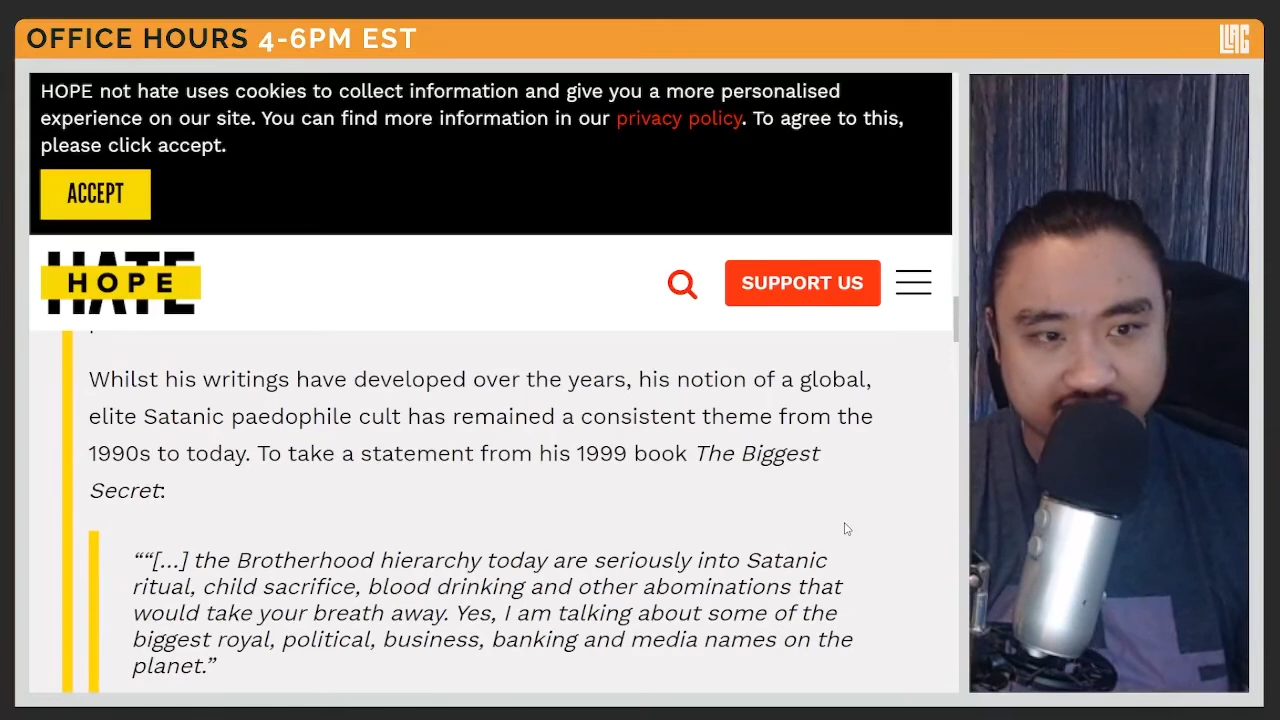 OFFICE HOURS 4-6PM EST
LLAG
HOPE not hate uses cookies to collect information and give you a more personalised
experience on our site. You can find more information in our privacy policy. To agree to this,
please click accept.
ACCEPT
HATE
HOPE
SUPPORT US
Whilst his writings have developed over the years, his notion of a global,
elite Satanic paedophile cult has remained a consistent theme from the
1990s to today. To take a statement from his 1999 book The Biggest
Secret:
““[...] the Brotherhood hierarchy today are seriously into Satanic
ritual, child sacrifice, blood drinking and other abominations that
would take your breath away. Yes, I am talking about some of the
biggest royal, political, business, banking and media names on the
planet.”